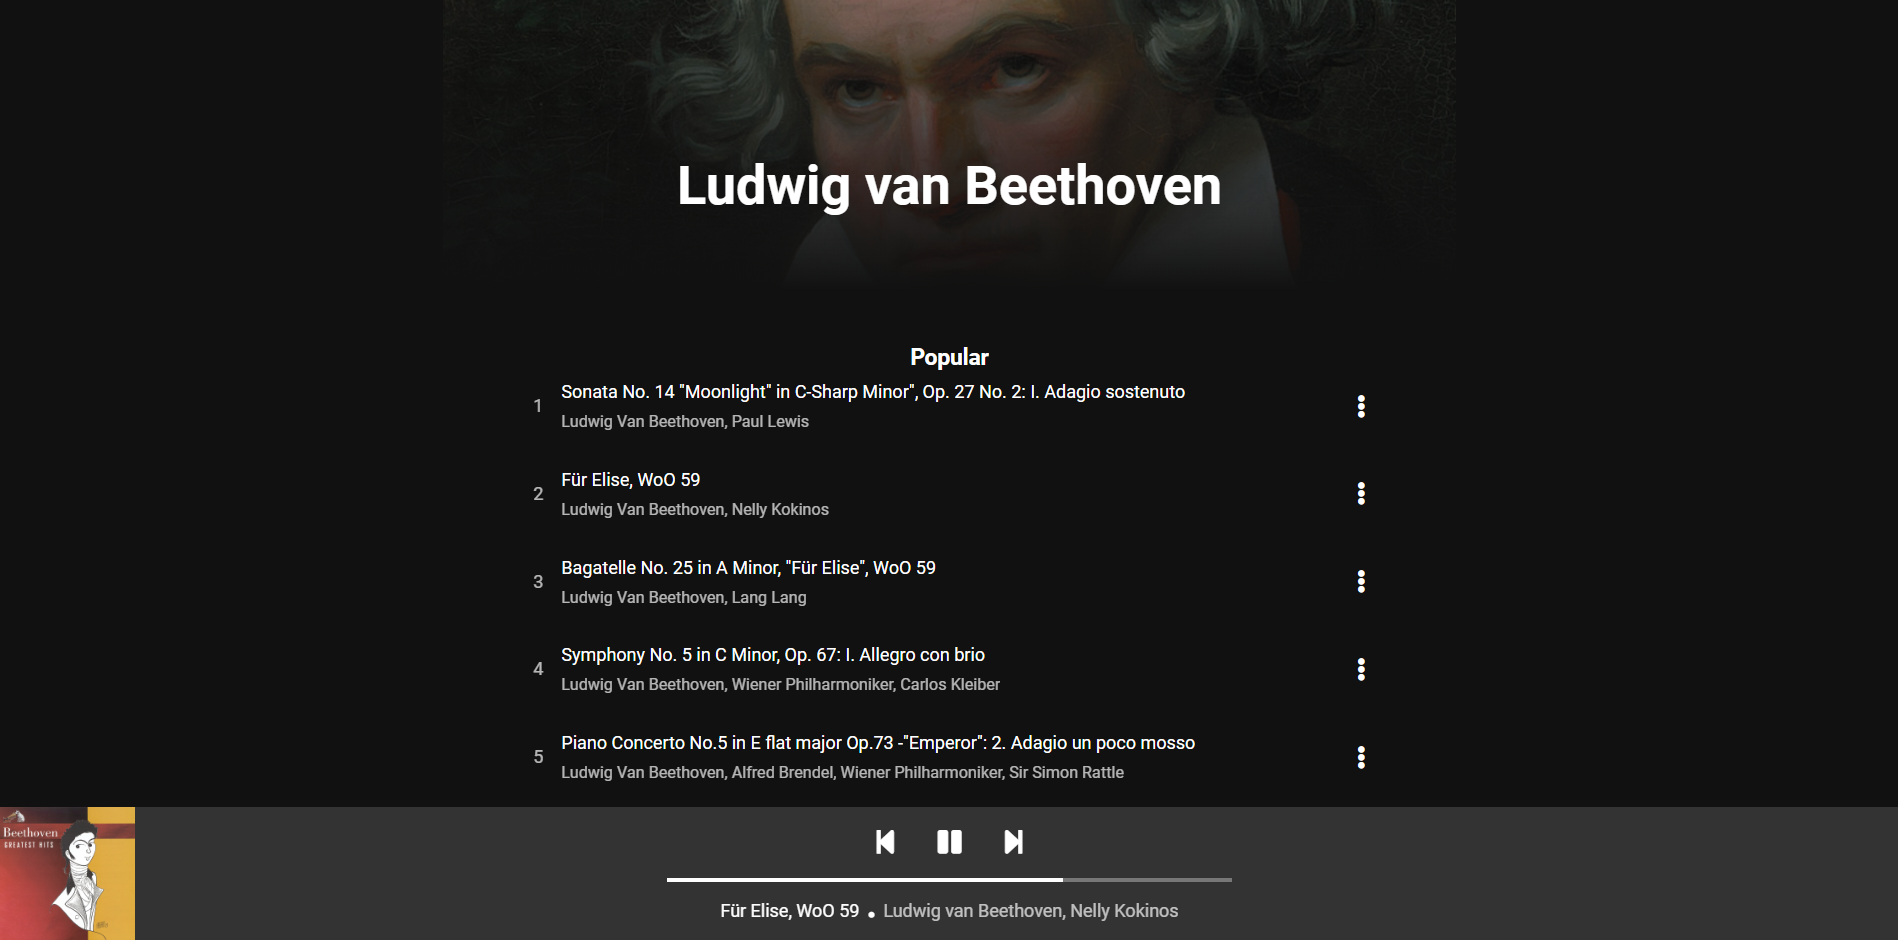 Ludwig van Beethoven
Popular
1
Sonata No. 14 "Moonlight" in C-Sharp Minor", Op. 27 No. 2: I. Adagio sostenuto
Ludwig Van Beethoven, Paul Lewis
2
Für Elise, WoO 59
Ludwig Van Beethoven, Nelly Kokinos
3
Bagatelle No. 25 in A Minor, "Für Elise", WoO 59
Ludwig Van Beethoven, Lang Lang
4
Symphony No. 5 in C Minor, Op. 67: I. Allegro con brio
Ludwig Van Beethoven, Wiener Philharmoniker, Carlos Kleiber
5
Piano Concerto No.5 in E flat major Op.73 -"Emperor": 2. Adagio un poco mosso
Ludwig Van Beethoven, Alfred Brendel, Wiener Philharmoniker, Sir Simon Rattle
Beethoven
GREATEST HITS
Für Elise, WoO 59 • Ludwig van Beethoven, Nelly Kokinos